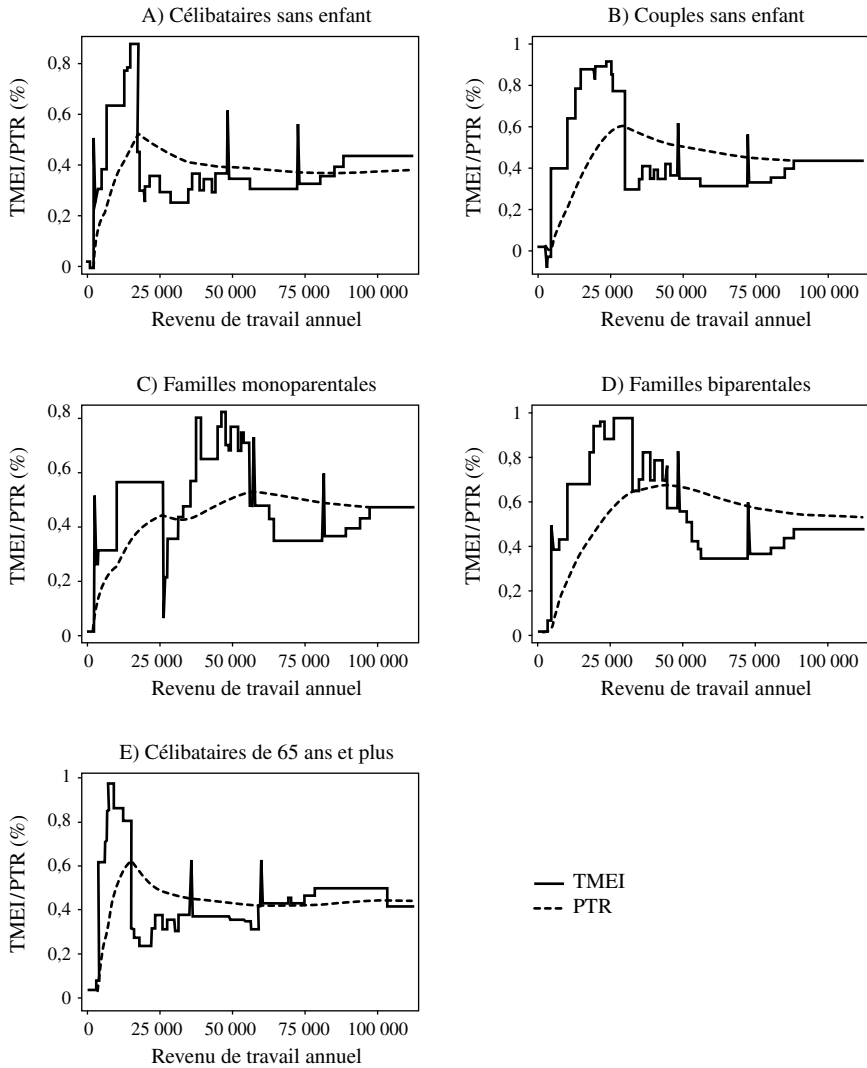 A) Célibataires sans enfant
TMEI/PTR (%)
0,8
0,6
0,4
0,2
0
0 25 000 50 000 75 000 100 000
Revenu de travail annuel
B) Couples sans enfant
TMEI/PTR (%)
1
0,8
0,6
0,4
0,2
0
0 25 000 50 000 75 000 100 000
Revenu de travail annuel
C) Familles monoparentales
TMEI/PTR (%)
0,8
0,6
0,4
0,2
0
0 25 000 50 000 75 000 100 000
Revenu de travail annuel
D) Familles biparentales
TMEI/PTR (%)
1
0,8
0,6
0,4
0,2
0
0 25 000 50 000 75 000 100 000
Revenu de travail annuel
E) Célibataires de 65 ans et plus
TMEI/PTR (%)
1
0,8
0,6
0,4
0,2
0
0 25 000 50 000 75 000 100 000
Revenu de travail annuel
TMEI
PTR